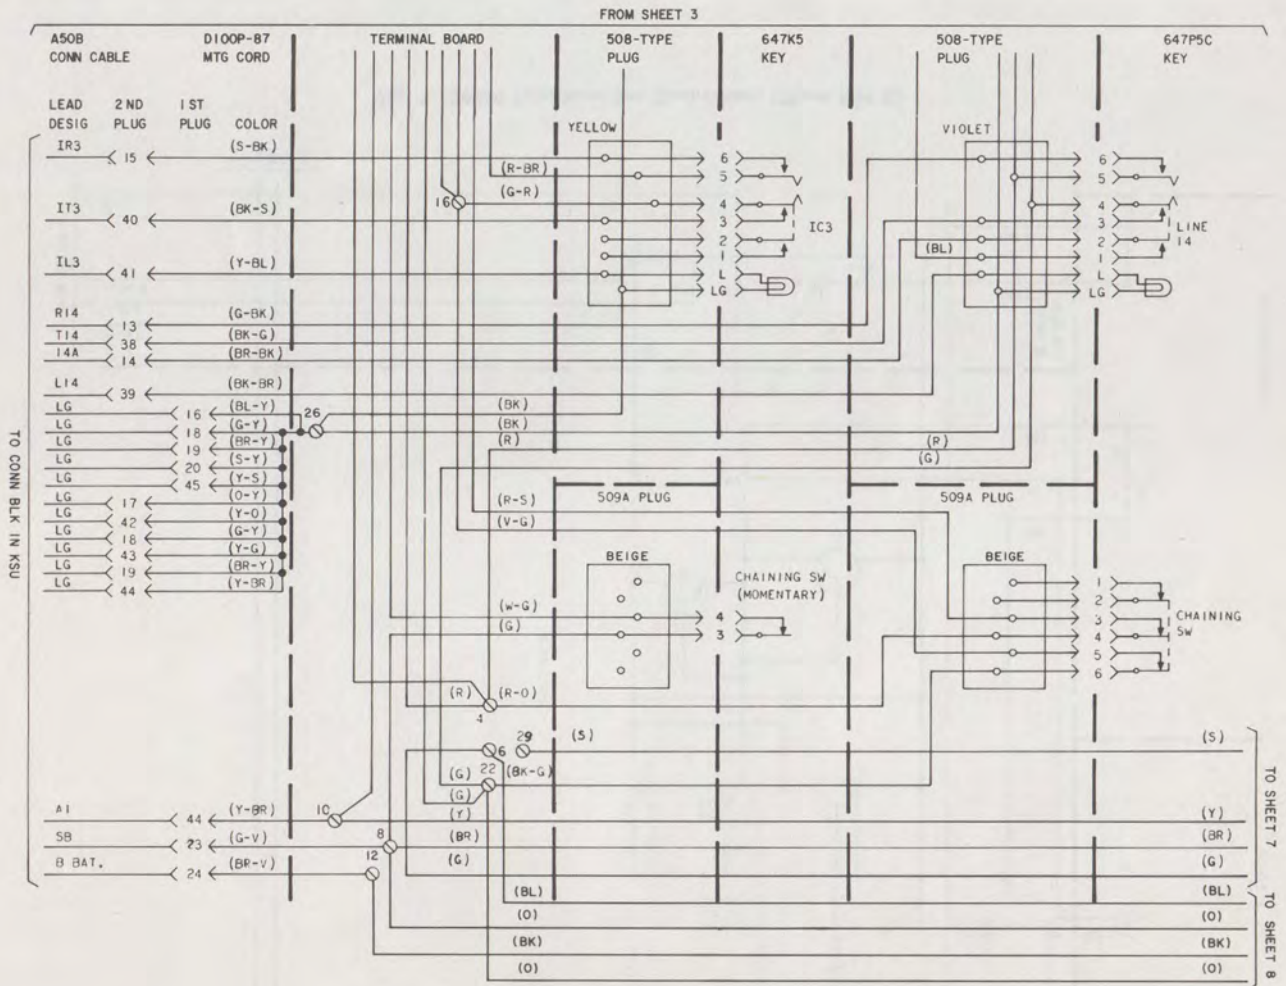 FROM SHEET 3
A50B D100P-87 TERMINAL BOARD 508-TYPE 647K5 508-TYPE 647P5C
CONN CABLE MTG CORD PLUG KEY PLUG KEY
LEAD 2ND 1ST
DESIG PLUG PLUG COLOR
YELLOW VIOLET
IR3 15 (S-BK) 6 6
(R-BR) 5 5
(G-R)
16 4 4
IT3 40 (BK-S) 3 IC3 3 LINE
2 2 14
(BL) 1 1
IL3 41 (Y-BL) L L
LG LG
R14 13 (G-BK)
T14 38 (BK-G)
14A 14 (BR-BK)
L14 39 (BK-BR)
LG 16 (BL-Y) 26 (BK)
LG 18 (G-Y) (BK)
LG 19 (BR-Y) (R) (R)
LG 20 (S-Y) (G)
LG 45 (Y-S)
LG 17 (O-Y) (R-S) 509A PLUG 509A PLUG
LG 42 (Y-O) (V-G)
LG 18 (G-Y)
LG 43 (Y-G) BEIGE BEIGE
LG 19 (BR-Y)
LG 44 (Y-BR)
TO CONN BLK IN KSU
CHAINING SW
(MOMENTARY)
(W-G) 4
(G) 3
1
2
3
4
5
6
CHAINING
SW
(R) (R-O)
4
6 29 (S) (S)
(G) 22 (BK-G)
(G)
A1 44 (Y-BR) 10 (Y) (Y)
SB 23 (G-V) 8 (BR) (BR)
12 (G) (G)
B BAT. 24 (BR-V)
TO SHEET 7
(BL) (BL)
(O) (O)
(BK) (BK)
(O) (O)
TO SHEET 8